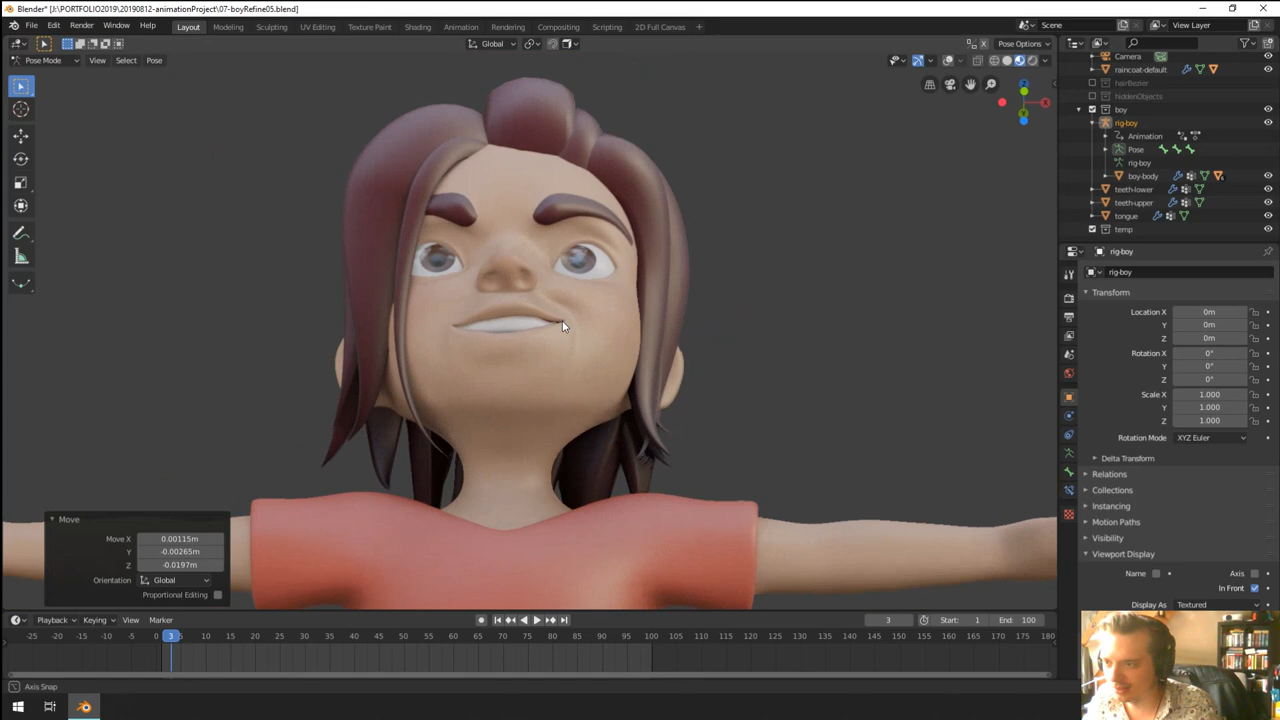 Blender* [J:\PORTFOLIO2019\20190812-animationProject\07-boyRefine05.blend]
File Edit Render Window Help Layout Modeling Sculpting UV Editing Texture Paint Shading Animation Rendering Compositing Scripting 2D Full Canvas + Scene View Layer
Global X Pose Options
Pose Mode View Select Pose
Camera
raincoat-default
hairBezier
hiddenObjects
boy
rig-boy
Animation
Pose
rig-boy
boy-body
teeth-lower
teeth-upper
tongue
temp
rig-boy
rig-boy
Transform
Location X 0m
Y 0m
Z 0m
Rotation X 0°
Y 0°
Z 0°
Scale X 1.000
Y 1.000
Z 1.000
Rotation Mode XYZ Euler
Delta Transform
Relations
Collections
Instancing
Motion Paths
Visibility
Viewport Display
Name Axis
In Front
Display As Textured
Move
Move X 0.00115m
Y -0.00265m
Z -0.0197m
Orientation Global
Proportional Editing
Playback Keying View Marker 3 Start: 1 End: 100
-25 -20 -15 -10 -5 0 3 5 10 15 20 25 30 35 40 45 50 55 60 65 70 75 80 85 90 95 100 105 110 115 120 125 130 135 140 145 150 155 160 165 170 175 180
Axis Snap